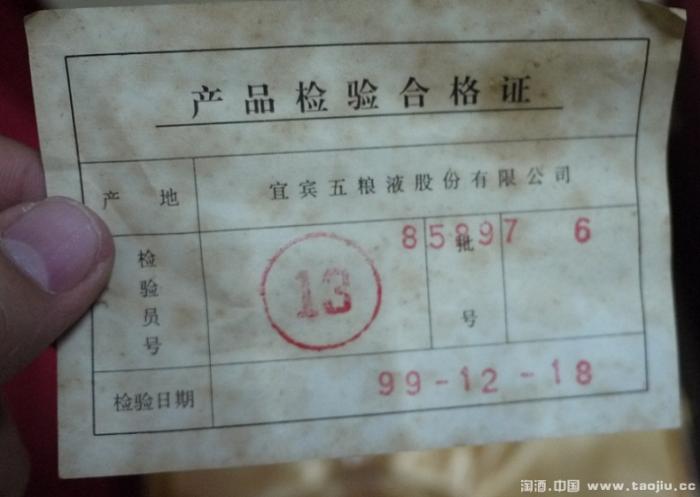 产品检验合格证
产地
宜宾五粮液股份有限公司
检验员号
13
批号
85897 6
检验日期
99-12-18
淘酒.中国 www.taojiu.cc